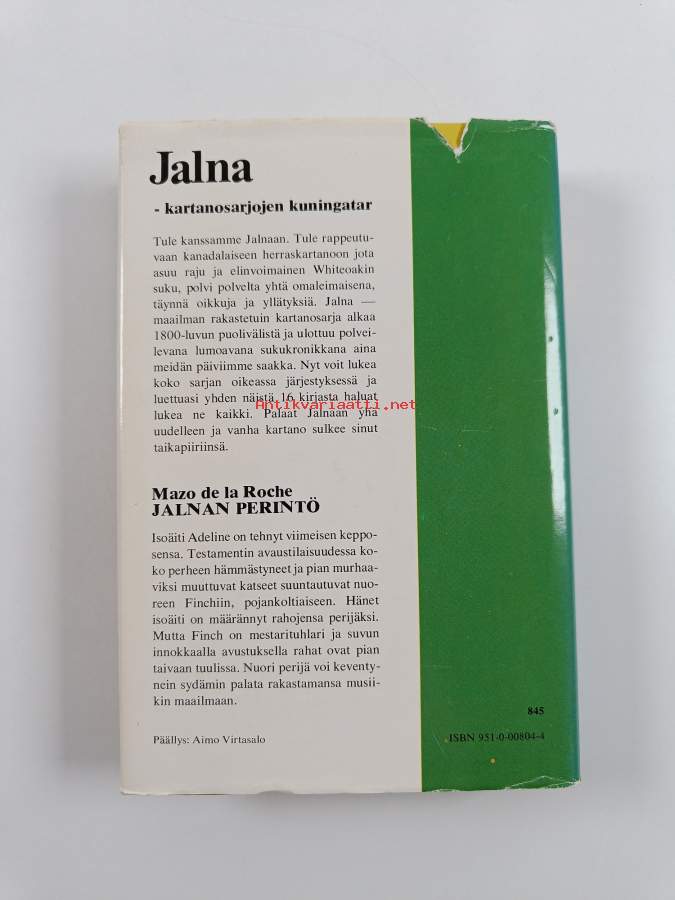 Jalna
- kartanosarjojen kuningatar
Tule kanssamme Jalnaan. Tule rappeutu-
vaan kanadalaiseen herraskartanoon jota
asuu raju ja elinvoimainen Whiteoakin
suku, polvi polvelta yhtä omaleimaisena,
täynnä oikkuja ja yllätyksiä. Jalna —
maailman rakastetuin kartanosarja alkaa
1800-luvun puolivälistä ja ulottuu polvei-
levana lumoavana sukukronikkana aina
meidän päiviimme saakka. Nyt voit lukea
koko sarjan oikeassa järjestyksessä ja
luettuasi yhden näistä 16 kirjasta haluat
Antikvariaatti.net
lukea ne kaikki. Palaat Jalnaan yhä
uudelleen ja vanha kartano sulkee sinut
taikapiiriinsä.
Mazo de la Roche
JALNAN PERINTÖ
Isoäiti Adeline on tehnyt viimeisen keppo-
sensa. Testamentin avaustilaisuudessa ko-
ko perheen hämmästyneet ja pian murhaa-
viksi muuttuvat katseet suuntautuvat nuo-
reen Finchiin, pojankoltiaiseen. Hänet
isoäiti on määrännyt rahojensa perijäksi.
Mutta Finch on mestarituhlari ja suvun
innokkaalla avustuksella rahat ovat pian
taivaan tuulissa. Nuori perijä voi keventy-
nein sydämin palata rakastamansa musii-
kin maailmaan.
845
Päällys: Aimo Virtasalo
ISBN 951-0-00804-4